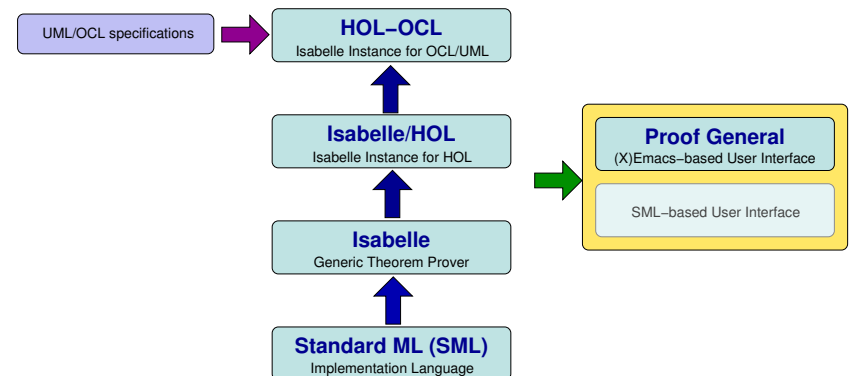 UML/OCL specifications
HOL−OCL
Isabelle Instance for OCL/UML
Isabelle/HOL
Isabelle Instance for HOL
Proof General
(X)Emacs−based User Interface
SML−based User Interface
Isabelle
Generic Theorem Prover
Standard ML (SML)
Implementation Language